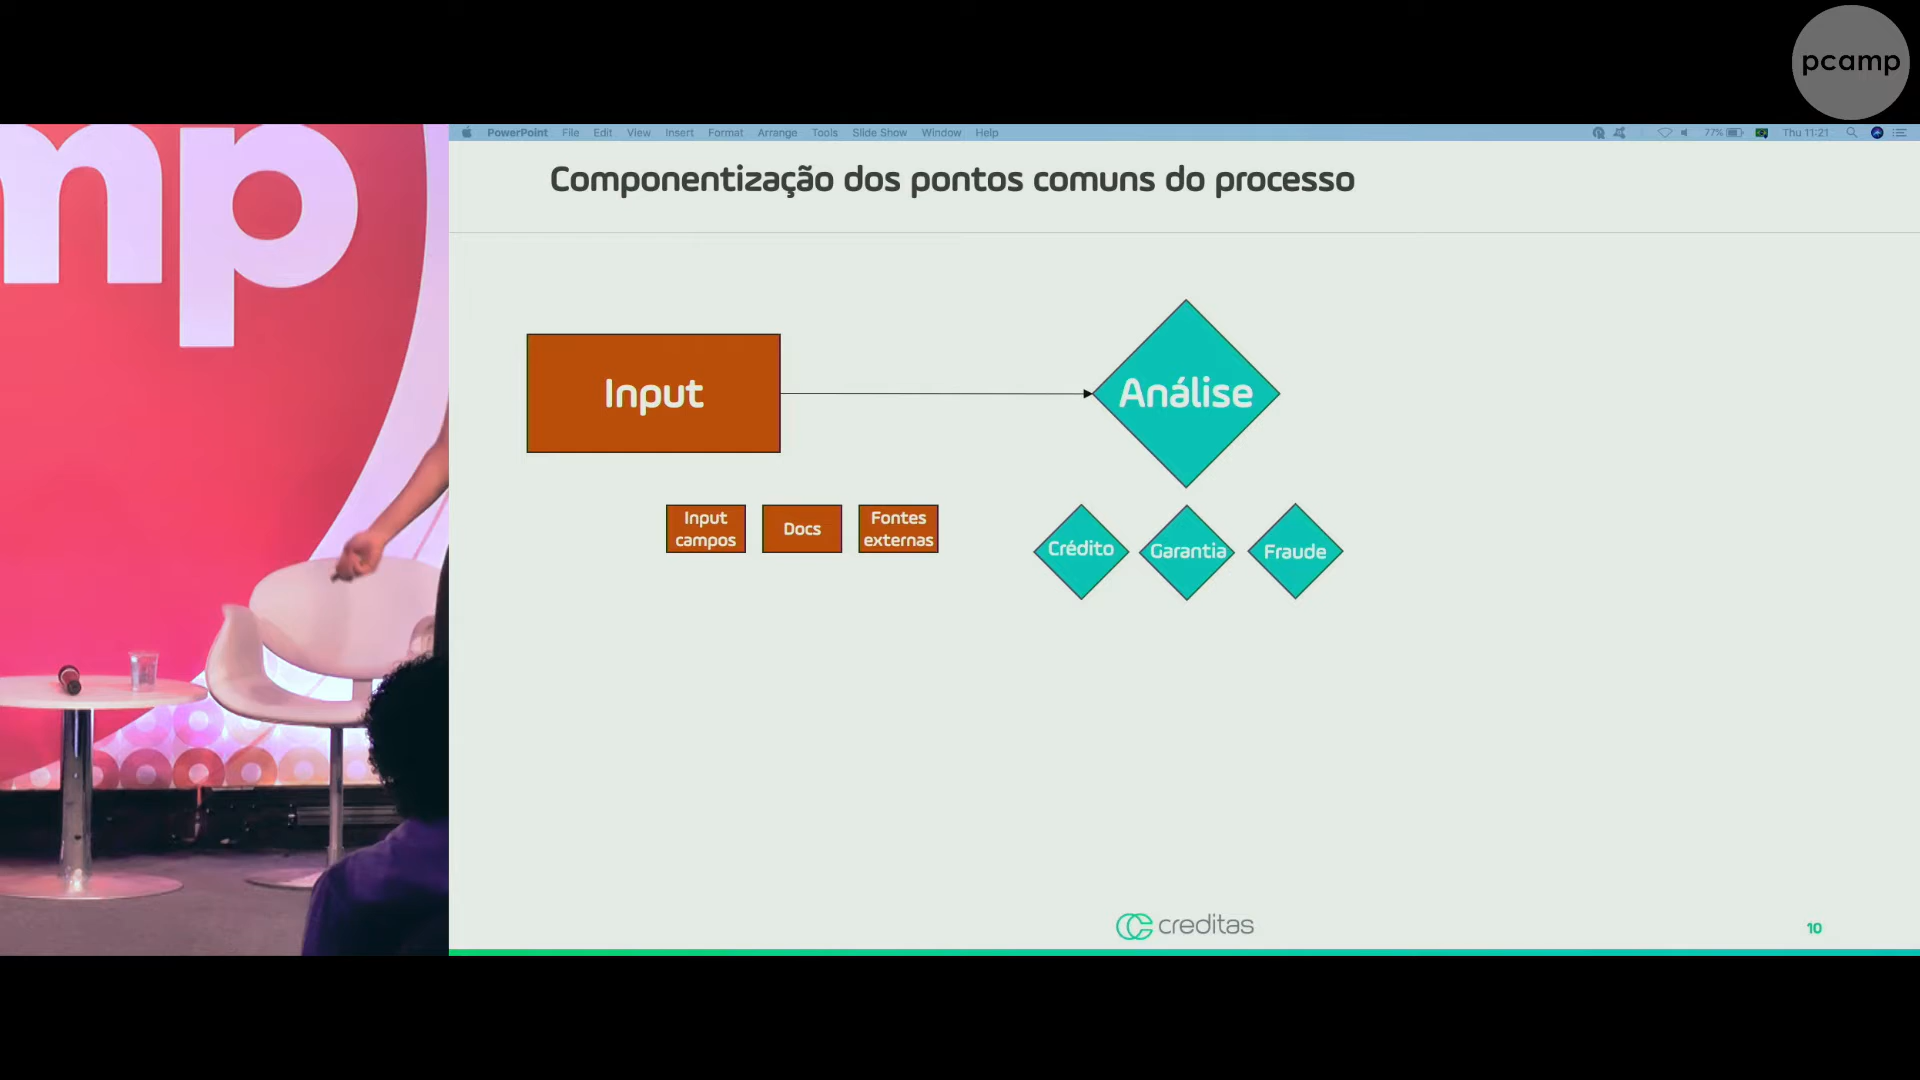 pcamp
mp
PowerPoint File Edit View Insert Format Arrange Tools Slide Show Window Help 77% Thu 11:21
Componentização dos pontos comuns do processo
Input
Análise
Input
campos
Docs
Fontes
externas
Crédito
Garantia
Fraude
creditas
10